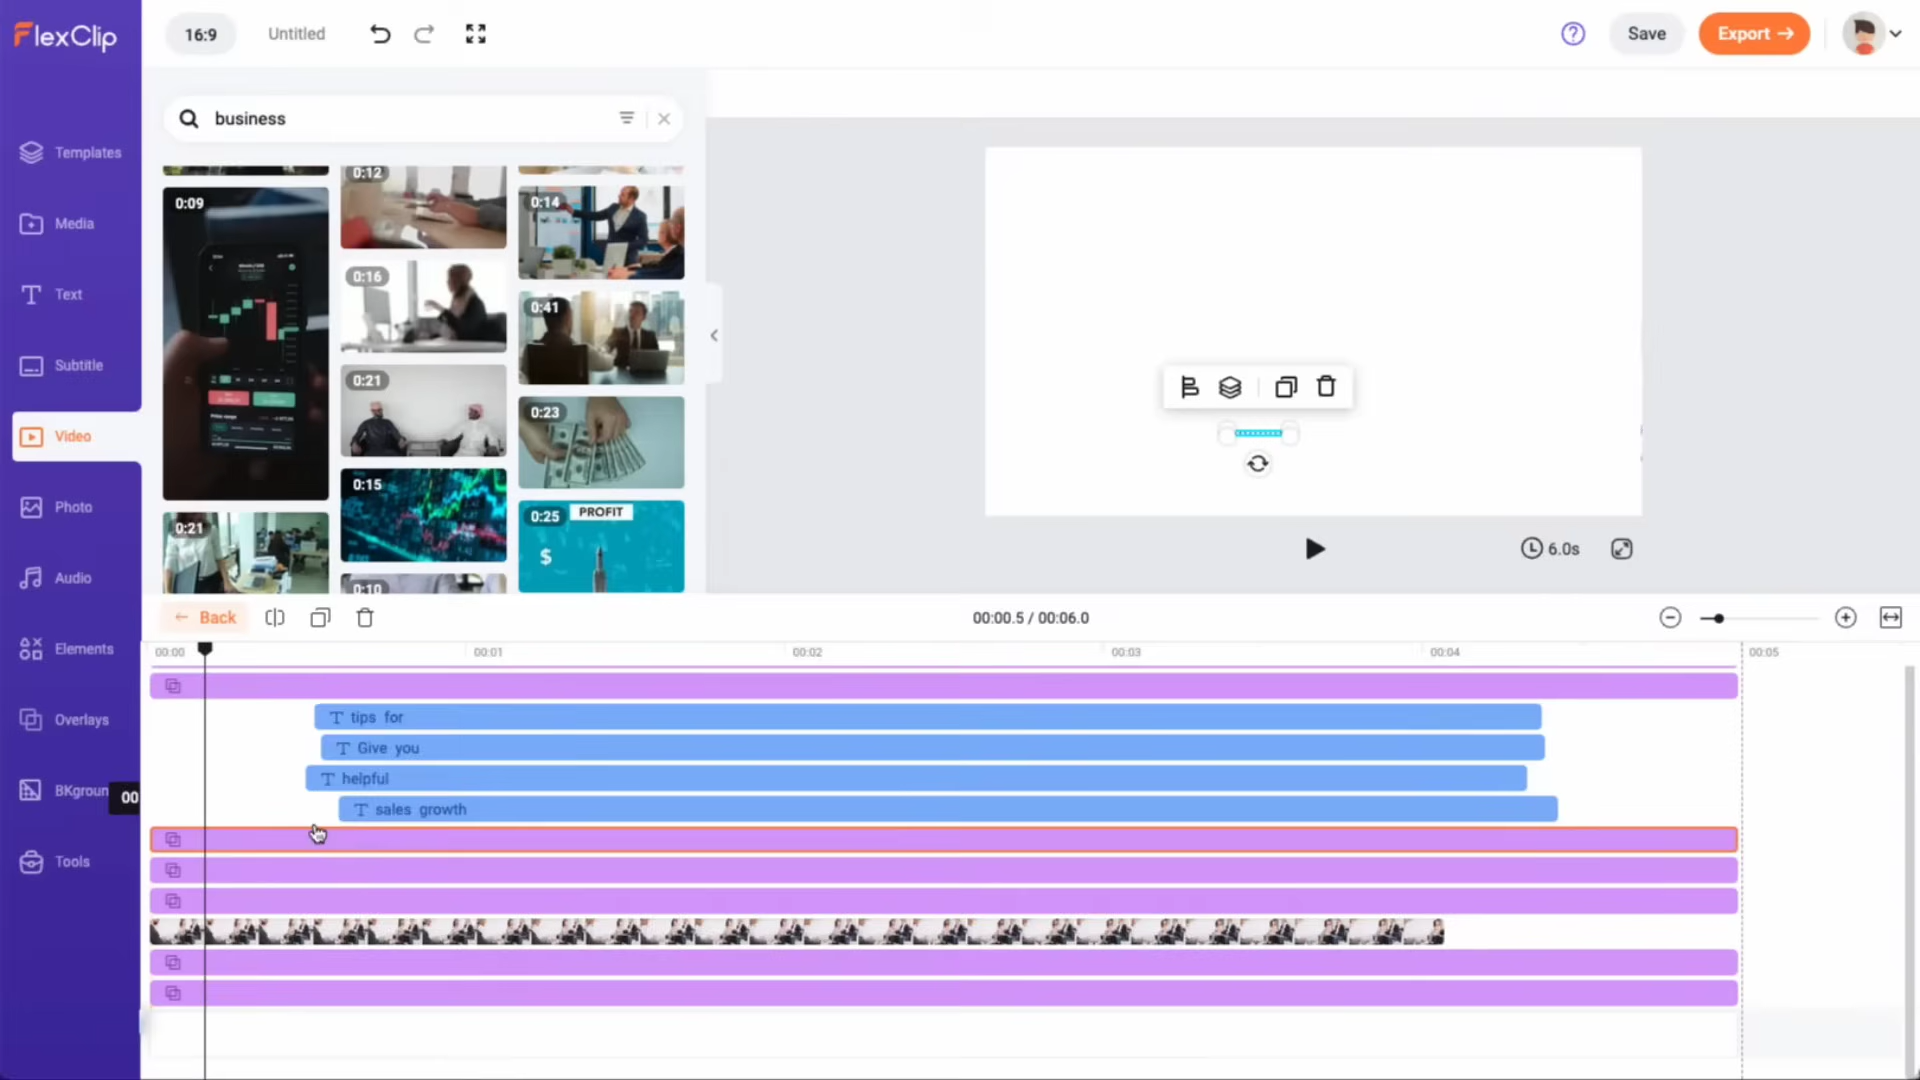 FlexClip
16:9
Untitled
Save
Export →
business
Templates
Media
Text
Subtitle
Video
Photo
Audio
Elements
Overlays
BKgroun
00
Tools
0:09
0:12
0:14
0:16
0:41
0:21
0:23
0:15
0:25
PROFIT
$
0:21
0:10
6.0s
← Back
00:00.5 / 00:06.0
00:00
00:01
00:02
00:03
00:04
00:05
T tips for
T Give you
T helpful
T sales growth